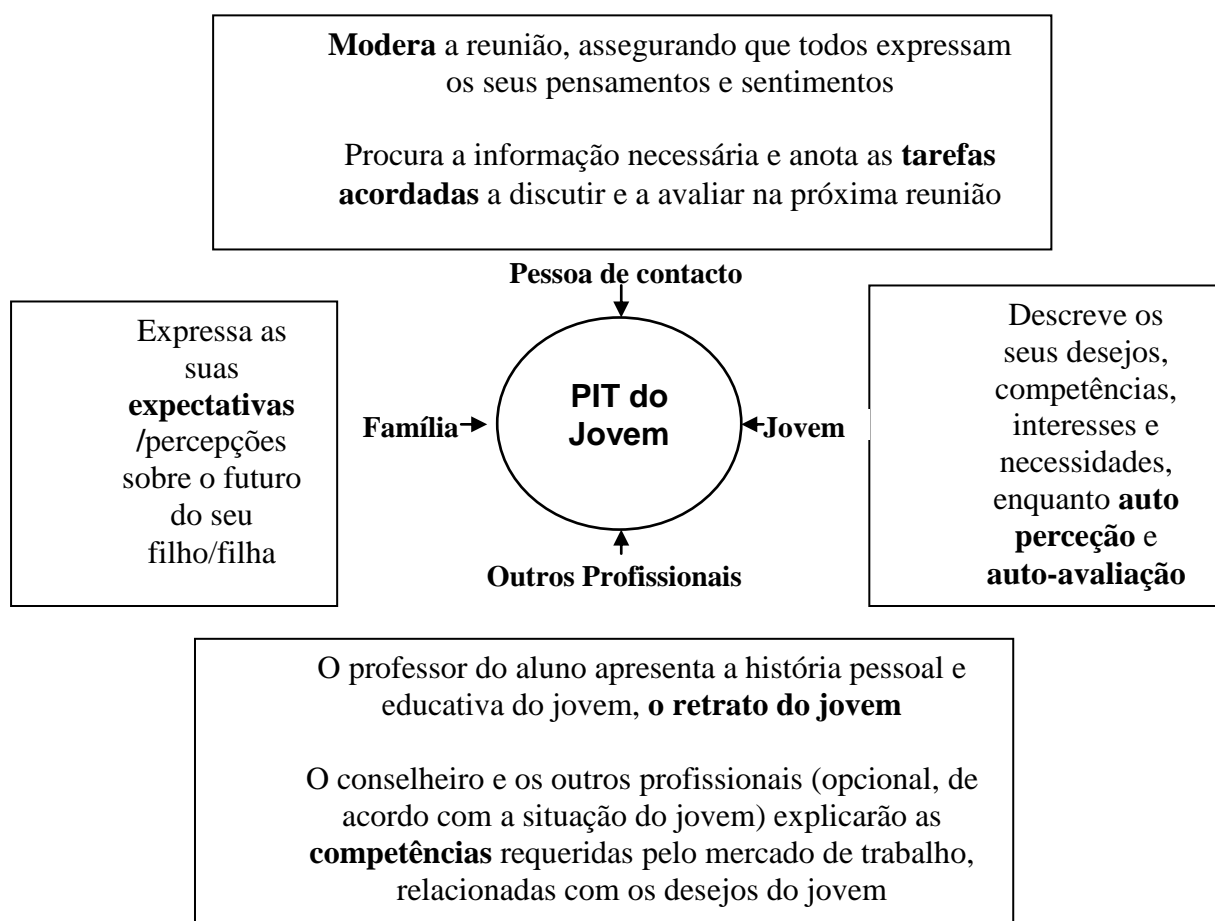 Modera a reunião, assegurando que todos expressam
os seus pensamentos e sentimentos
Procura a informação necessária e anota as tarefas
acordadas a discutir e a avaliar na próxima reunião
Pessoa de contacto
Expressa as
suas
expectativas
/percepções
sobre o futuro
do seu
filho/filha
Família
PIT do
Jovem
Jovem
Descreve os
seus desejos,
competências,
interesses e
necessidades,
enquanto auto
perceção e
auto-avaliação
Outros Profissionais
O professor do aluno apresenta a história pessoal e
educativa do jovem, o retrato do jovem
O conselheiro e os outros profissionais (opcional, de
acordo com a situação do jovem) explicarão as
competências requeridas pelo mercado de trabalho,
relacionadas com os desejos do jovem